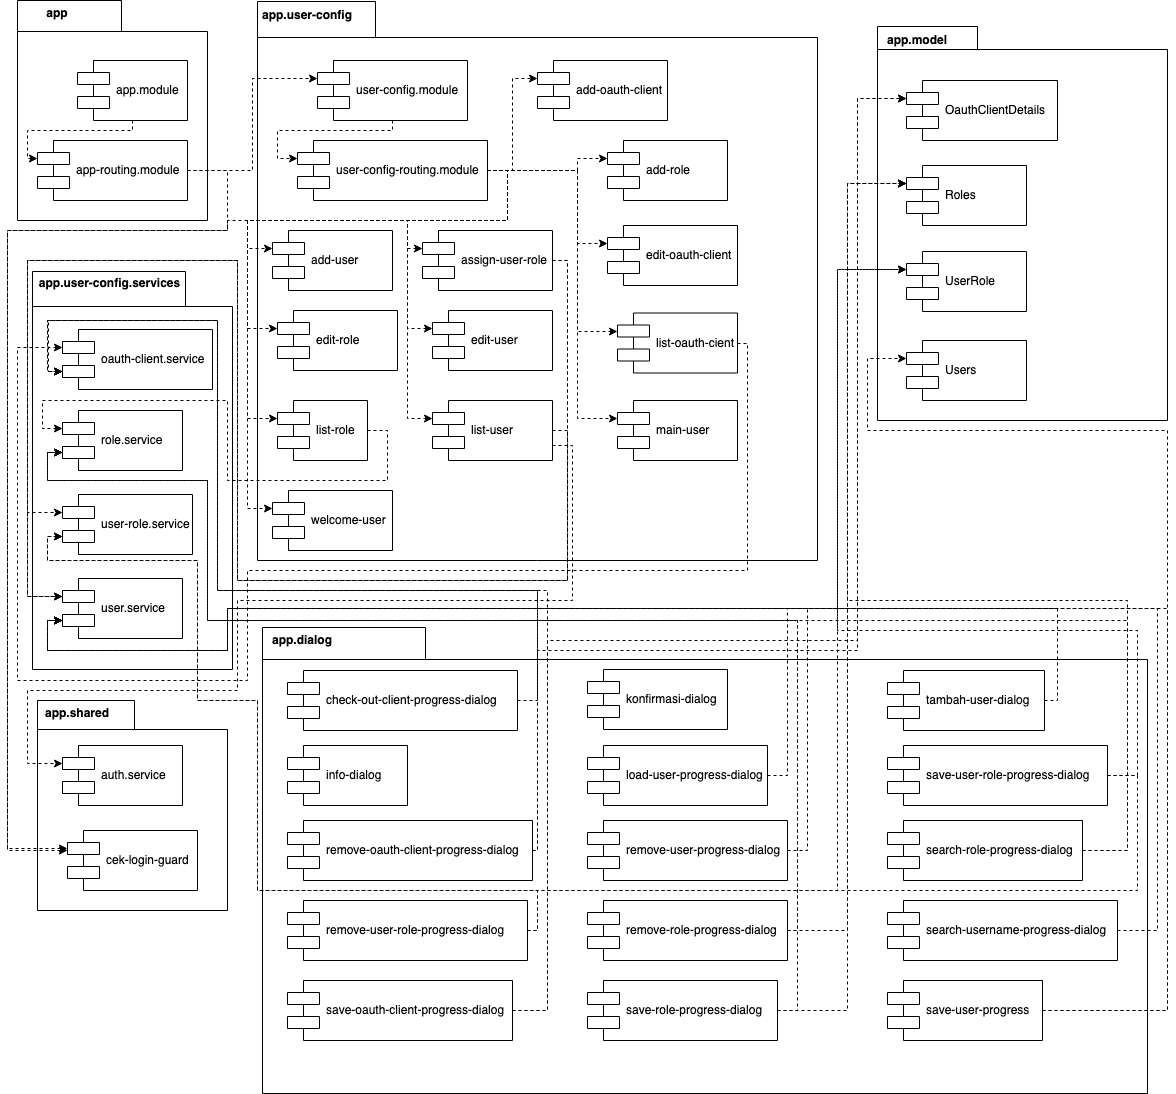 app
app.module
app-routing.module
app.user-config
user-config.module
add-oauth-client
user-config-routing.module
add-role
add-user
assign-user-role
edit-oauth-client
edit-role
edit-user
list-oauth-cient
list-role
list-user
main-user
welcome-user
app.model
OauthClientDetails
Roles
UserRole
Users
app.user-config.services
oauth-client.service
role.service
user-role.service
user.service
app.shared
auth.service
cek-login-guard
app.dialog
check-out-client-progress-dialog
konfirmasi-dialog
tambah-user-dialog
info-dialog
load-user-progress-dialog
save-user-role-progress-dialog
remove-oauth-client-progress-dialog
remove-user-progress-dialog
search-role-progress-dialog
remove-user-role-progress-dialog
remove-role-progress-dialog
search-username-progress-dialog
save-oauth-client-progress-dialog
save-role-progress-dialog
save-user-progress